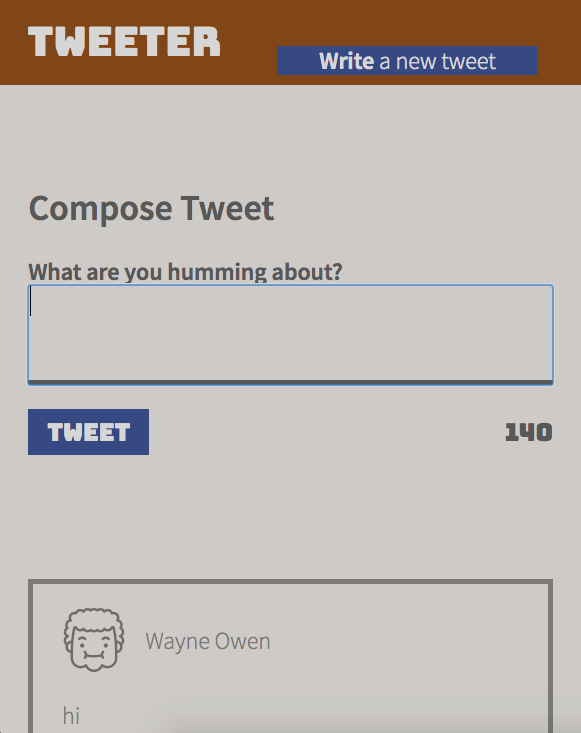 TWEETER
Write a new tweet
Compose Tweet
What are you humming about?
TWEET
140
Wayne Owen
hi